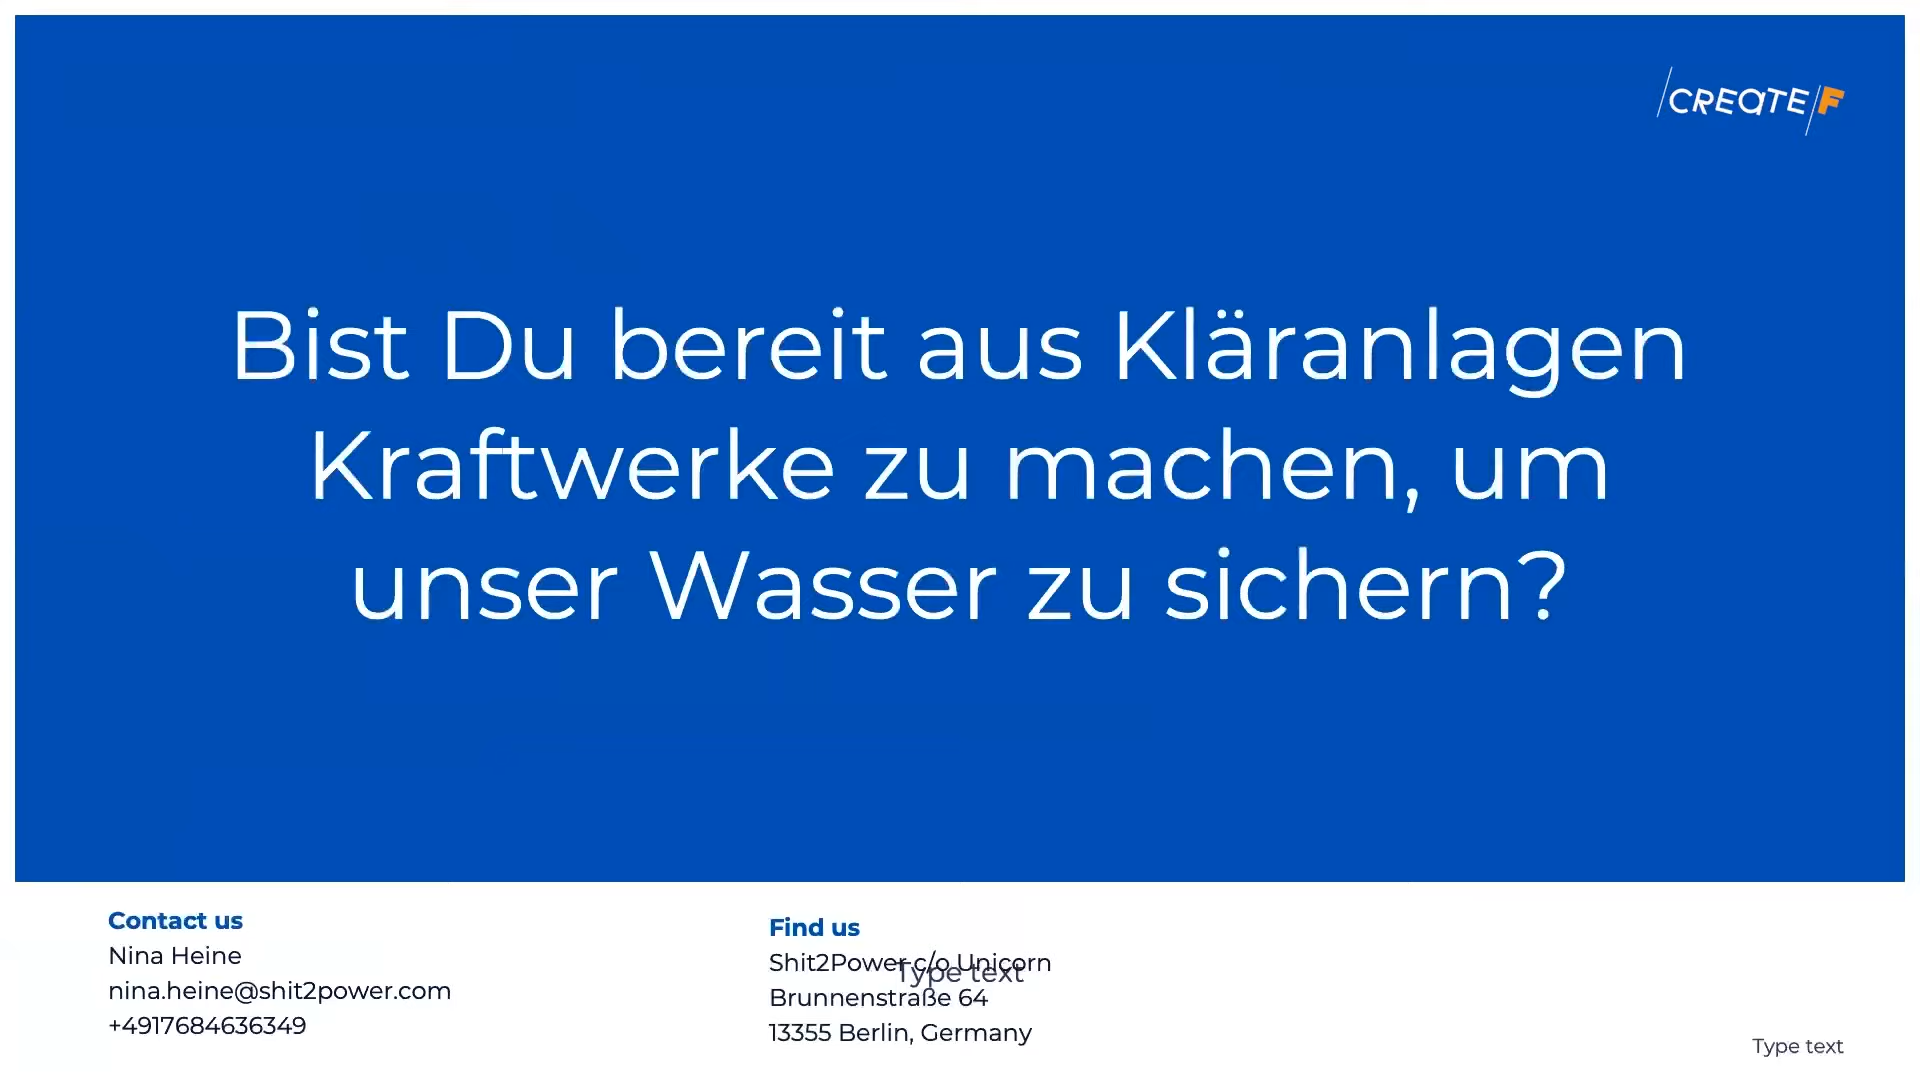 CREATE/F
Bist Du bereit aus Kläranlagen
Kraftwerke zu machen, um
unser Wasser zu sichern?
Contact us
Nina Heine
nina.heine@shit2power.com
+4917684636349
Find us
Shit2Power c/o Unicorn
Type text
Brunnenstraße 64
13355 Berlin, Germany
Type text